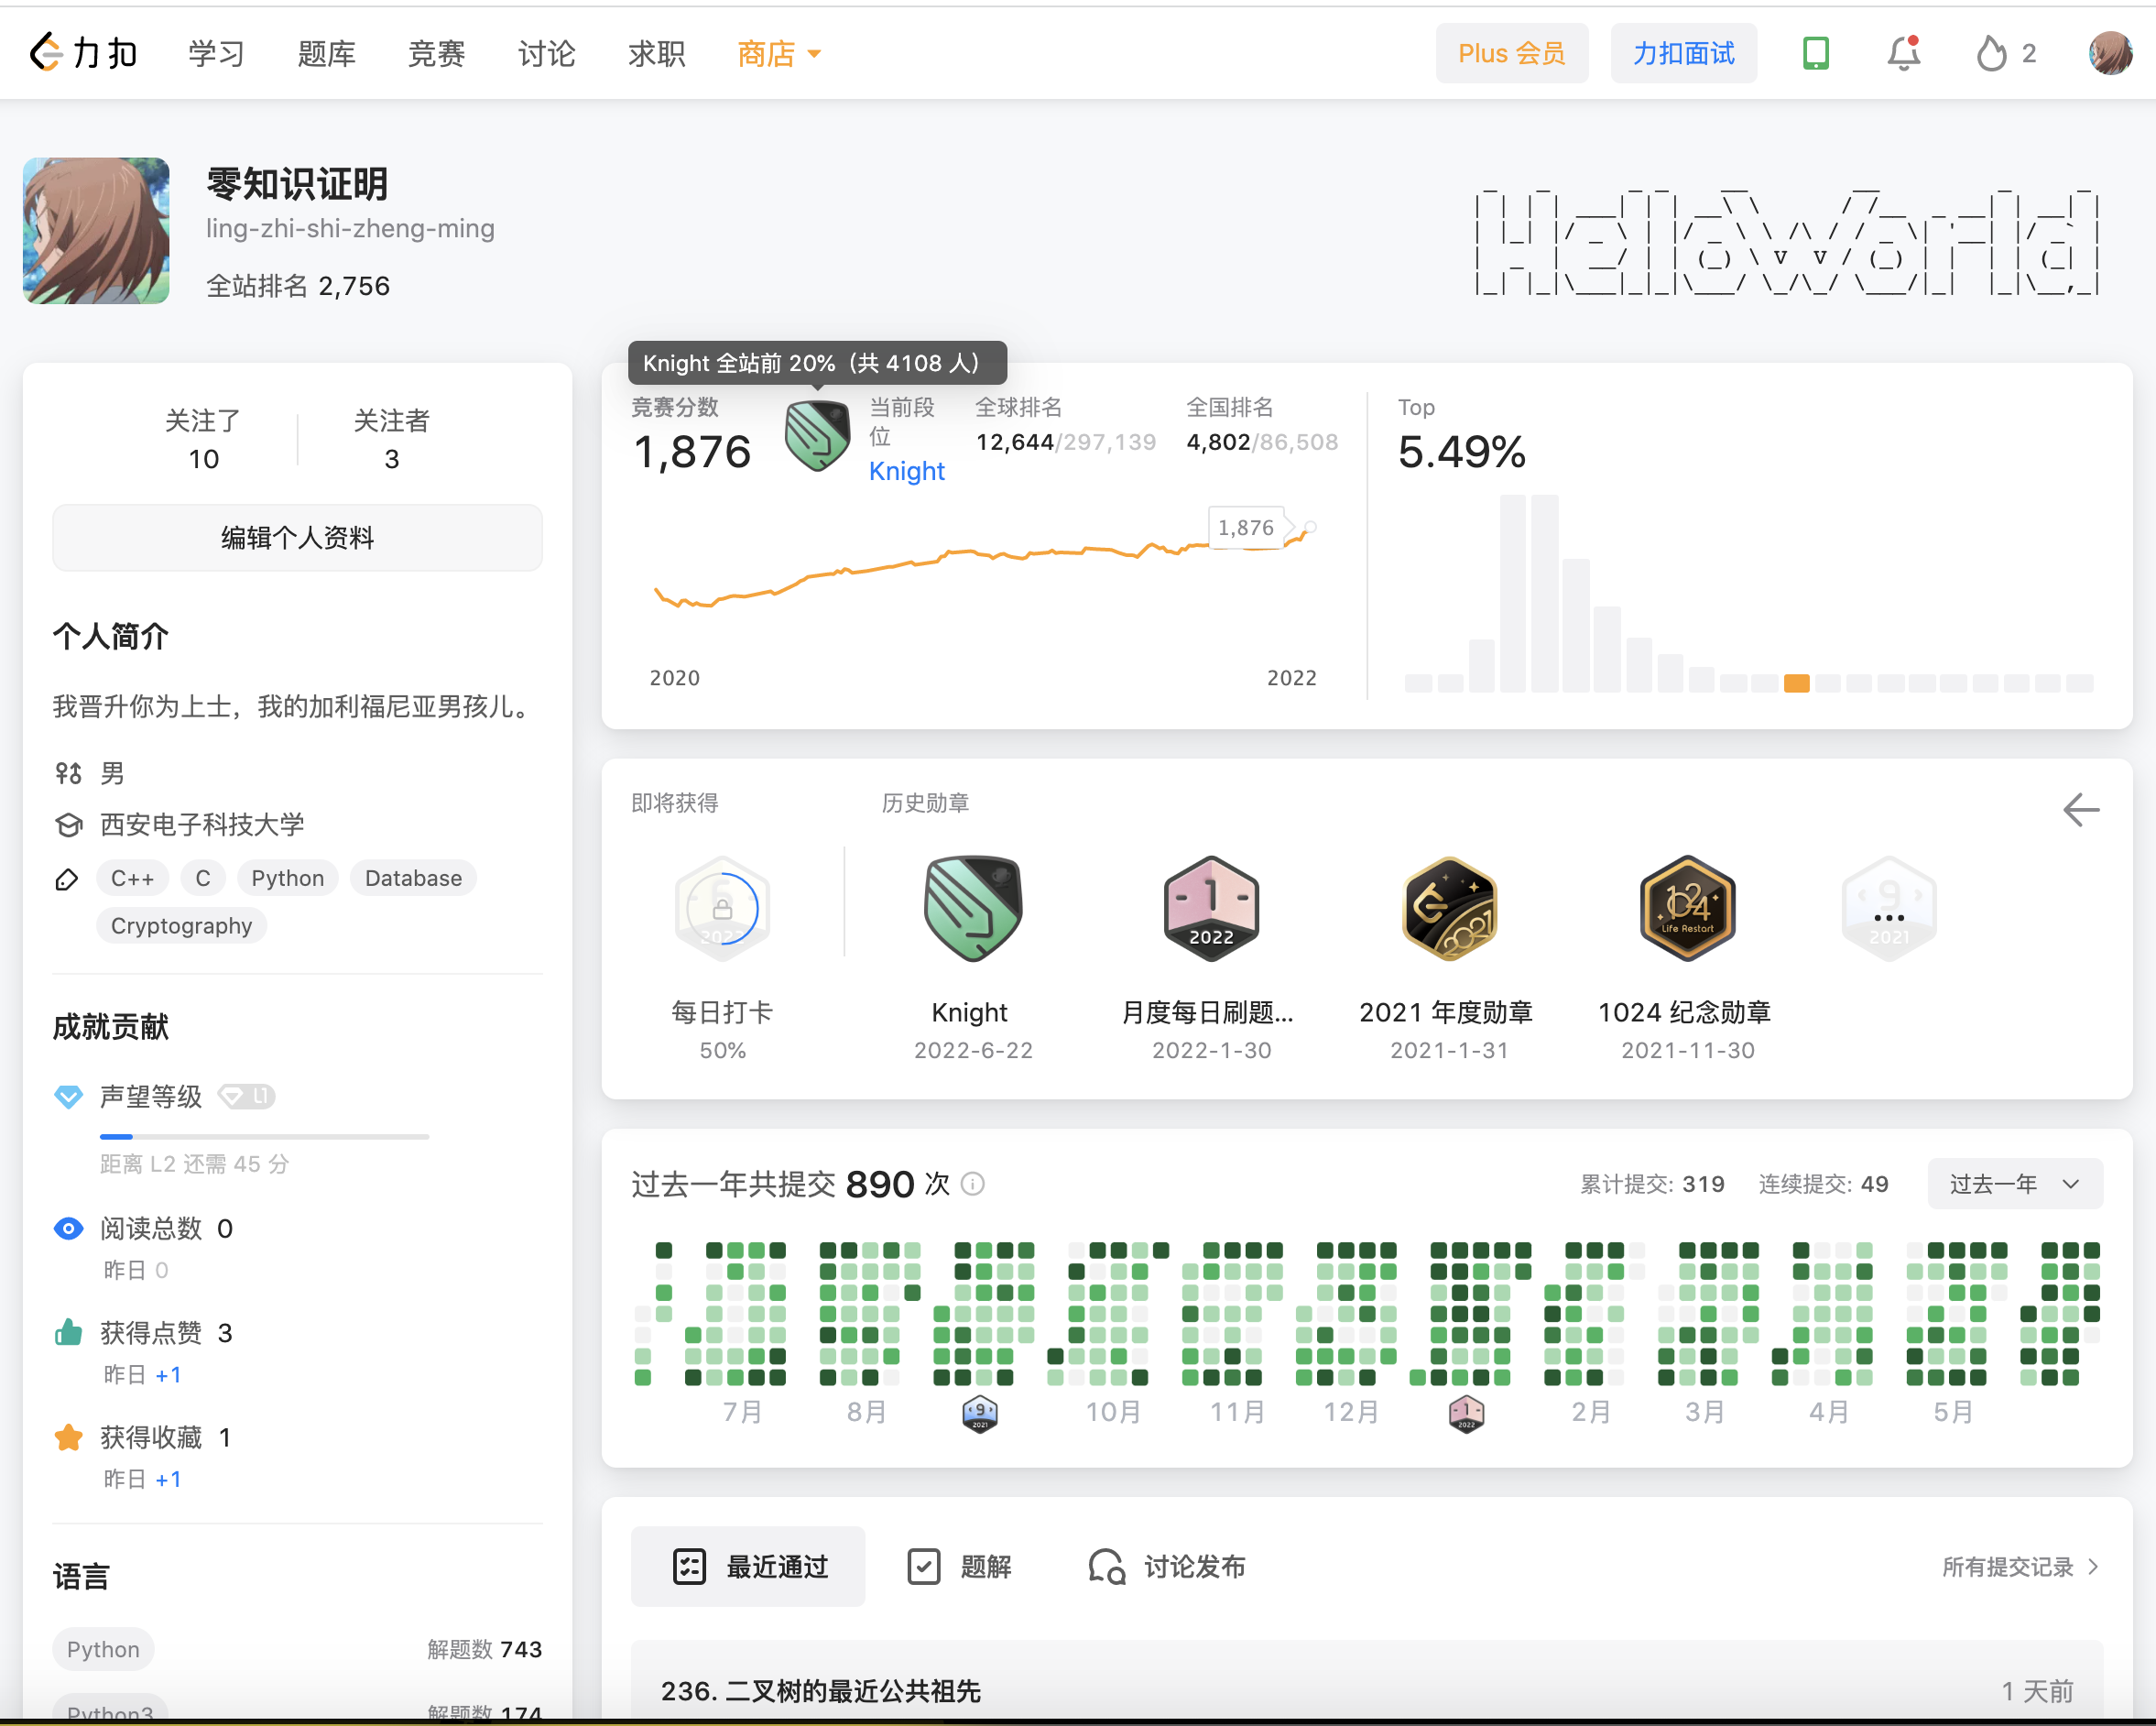 力扣 学习 题库 竞赛 讨论 求职 商店 Plus 会员 力扣面试 2
零知识证明
ling-zhi-shi-zheng-ming
全站排名 2,756
关注了 关注者
10 3
编辑个人资料
个人简介
我晋升你为上士，我的加利福尼亚男孩儿。
男
西安电子科技大学
C++ C Python Database
Cryptography
成就贡献
声望等级 L1
距离 L2 还需 45 分
阅读总数 0
昨日 0
获得点赞 3
昨日 +1
获得收藏 1
昨日 +1
语言
Python 解题数 743
Python3 解题数 174
Knight 全站前 20%（共 4108 人）
竞赛分数
1,876
当前段位
Knight
全球排名
12,644/297,139
全国排名
4,802/86,508
Top
5.49%
1,876
2020 2022
即将获得 历史勋章
2022 2021 1024 Life Restart 9 2021
每日打卡 Knight 月度每日刷题... 2021 年度勋章 1024 纪念勋章
50% 2022-6-22 2022-1-30 2021-1-31 2021-11-30
过去一年共提交 890 次 累计提交: 319 连续提交: 49 过去一年
7月 8月 9 2021 10月 11月 12月 1 2022 2月 3月 4月 5月
最近通过 题解 讨论发布 所有提交记录
236. 二叉树的最近公共祖先 1 天前